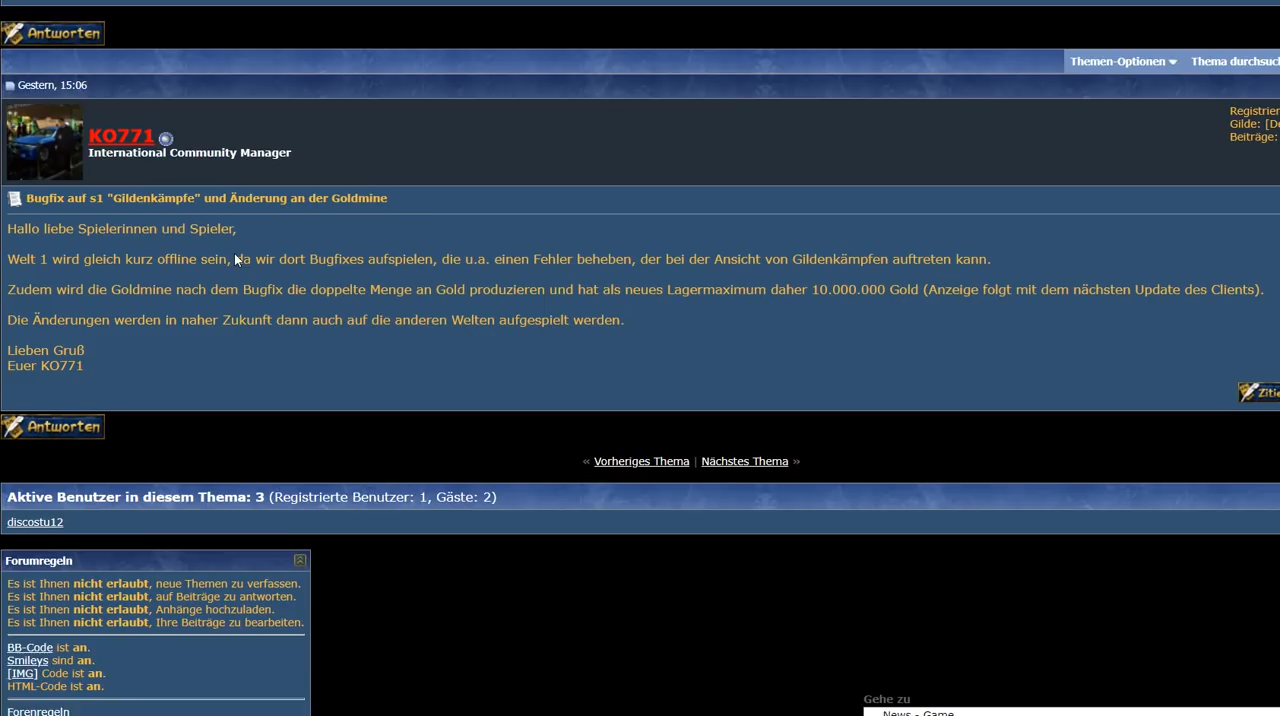 Antworten
Themen-Optionen Thema durchsuc
Gestern, 15:06
KO771
International Community Manager
Registrier
Gilde: [D
Beiträge:
Bugfix auf s1 "Gildenkämpfe" und Änderung an der Goldmine
Hallo liebe Spielerinnen und Spieler,
Welt 1 wird gleich kurz offline sein, da wir dort Bugfixes aufspielen, die u.a. einen Fehler beheben, der bei der Ansicht von Gildenkämpfen auftreten kann.
Zudem wird die Goldmine nach dem Bugfix die doppelte Menge an Gold produzieren und hat als neues Lagermaximum daher 10.000.000 Gold (Anzeige folgt mit dem nächsten Update des Clients).
Die Änderungen werden in naher Zukunft dann auch auf die anderen Welten aufgespielt werden.
Lieben Gruß
Euer KO771
Zitie
Antworten
« Vorheriges Thema | Nächstes Thema »
Aktive Benutzer in diesem Thema: 3 (Registrierte Benutzer: 1, Gäste: 2)
discostu12
Forumregeln
Es ist Ihnen nicht erlaubt, neue Themen zu verfassen.
Es ist Ihnen nicht erlaubt, auf Beiträge zu antworten.
Es ist Ihnen nicht erlaubt, Anhänge hochzuladen.
Es ist Ihnen nicht erlaubt, Ihre Beiträge zu bearbeiten.
BB-Code ist an.
Smileys sind an.
[IMG] Code ist an.
HTML-Code ist an.
Forenregeln
Gehe zu
News - Game